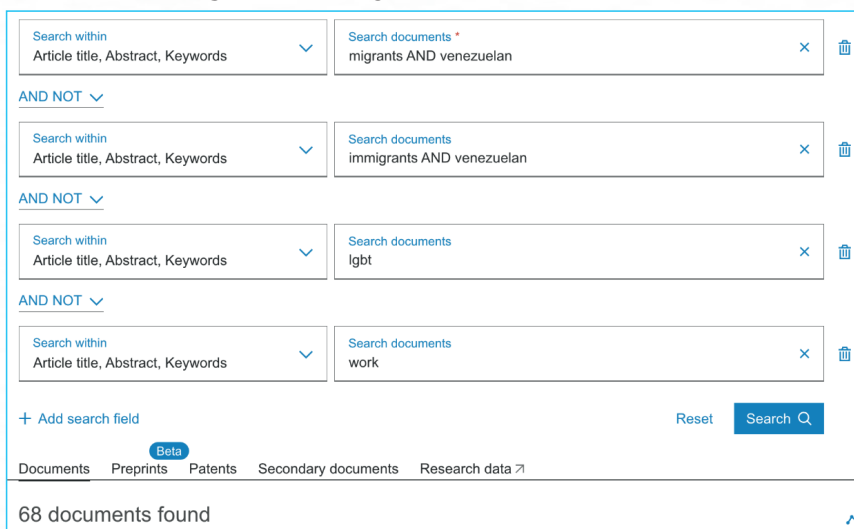 Search within
Article title, Abstract, Keywords
Search documents *
migrants AND venezuelan
AND NOT
Search within
Article title, Abstract, Keywords
Search documents
immigrants AND venezuelan
AND NOT
Search within
Article title, Abstract, Keywords
Search documents
lgbt
AND NOT
Search within
Article title, Abstract, Keywords
Search documents
work
+ Add search field
Reset
Search
Beta
Documents Preprints Patents Secondary documents Research data
68 documents found